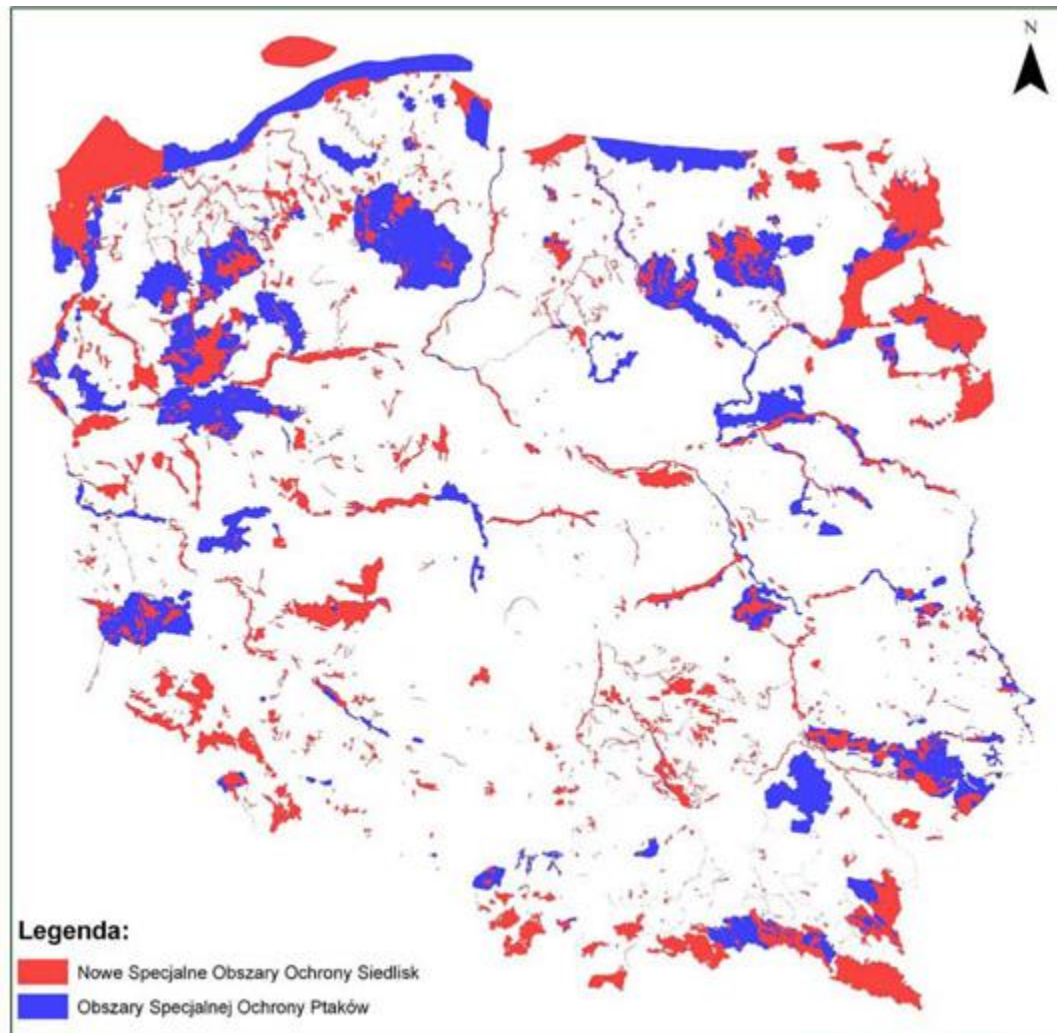 N
Legenda:
Nowe Specjalne Obszary Ochrony Siedlisk
Obszary Specjalnej Ochrony Ptaków